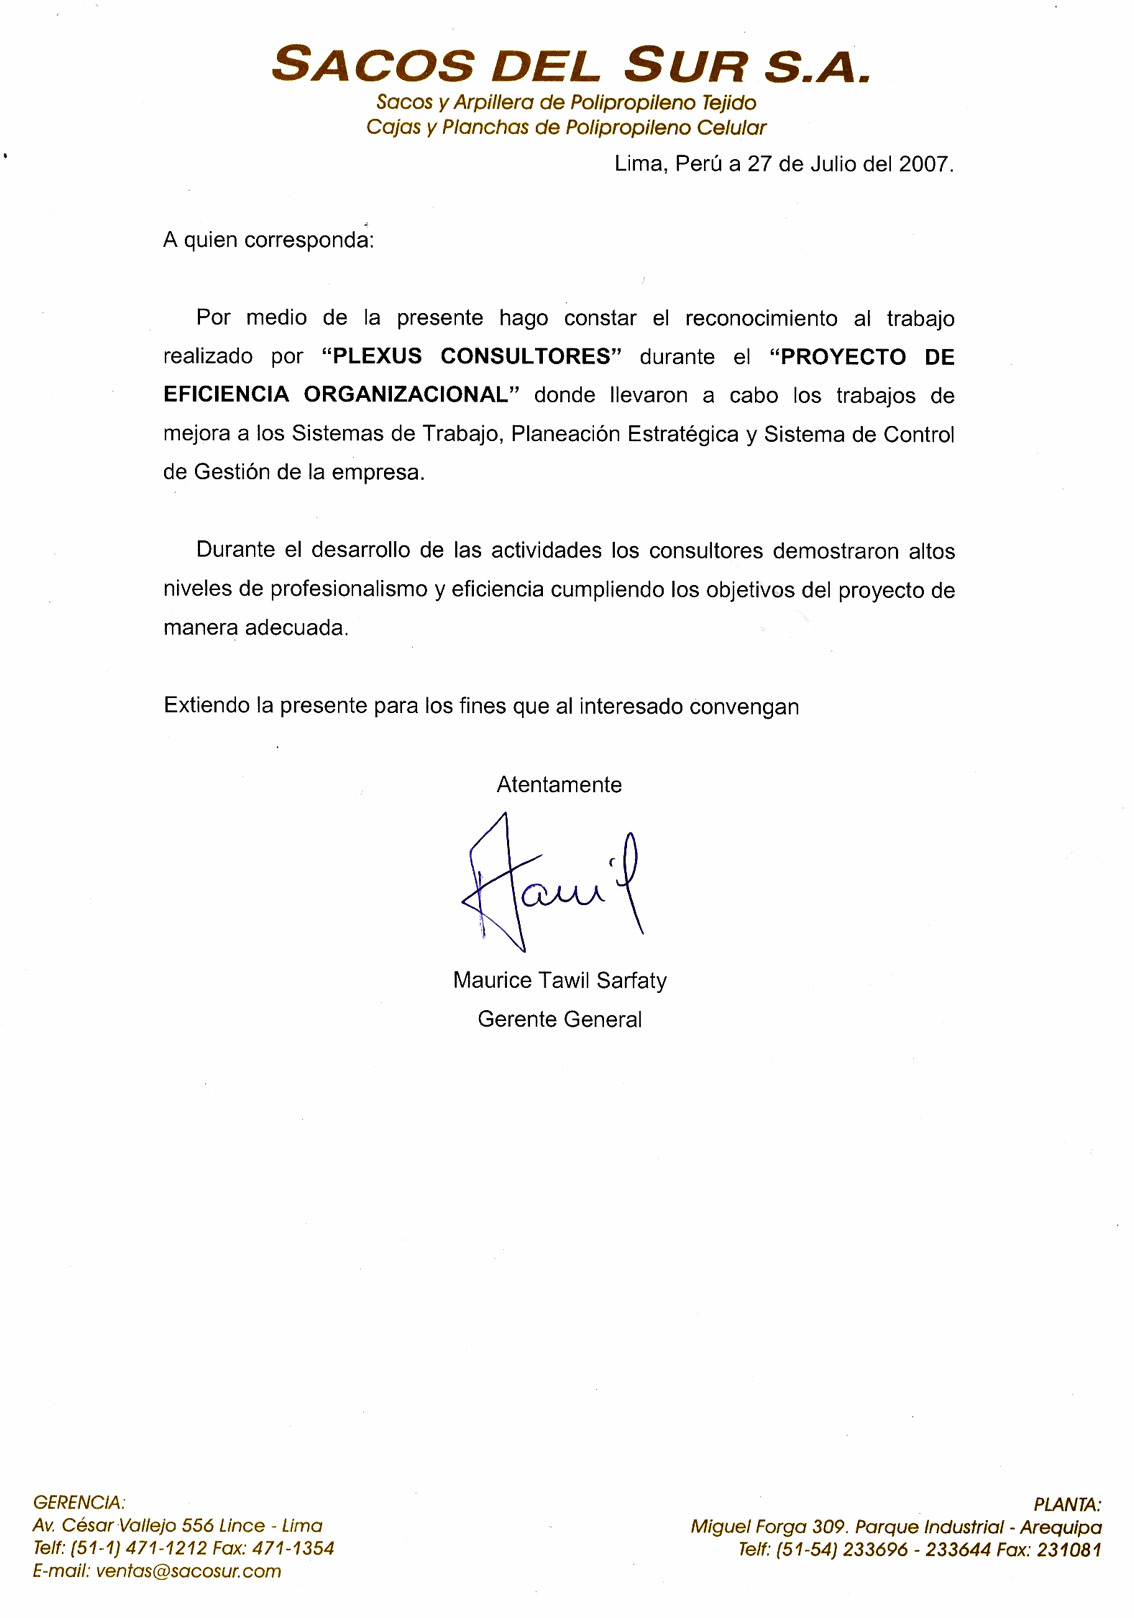 SACOS DEL SUR S.A.
Sacos y Arpillera de Polipropileno Tejido
Cajas y Planchas de Polipropileno Celular
Lima, Perú a 27 de Julio del 2007.
A quien corresponda:
Por medio de la presente hago constar el reconocimiento al trabajo
realizado por “PLEXUS CONSULTORES” durante el “PROYECTO DE
EFICIENCIA ORGANIZACIONAL” donde llevaron a cabo los trabajos de
mejora a los Sistemas de Trabajo, Planeación Estratégica y Sistema de Control
de Gestión de la empresa.
Durante el desarrollo de las actividades los consultores demostraron altos
niveles de profesionalismo y eficiencia cumpliendo los objetivos del proyecto de
manera adecuada.
Extiendo la presente para los fines que al interesado convengan
Atentamente
Maurice Tawil Sarfaty
Gerente General
GERENCIA:
Av. César Vallejo 556 Lince - Lima
Telf: (51-1) 471-1212 Fax: 471-1354
E-mail: ventas@sacosur.com
PLANTA:
Miguel Forga 309. Parque Industrial - Arequipa
Telf: (51-54) 233696 - 233644 Fax: 231081